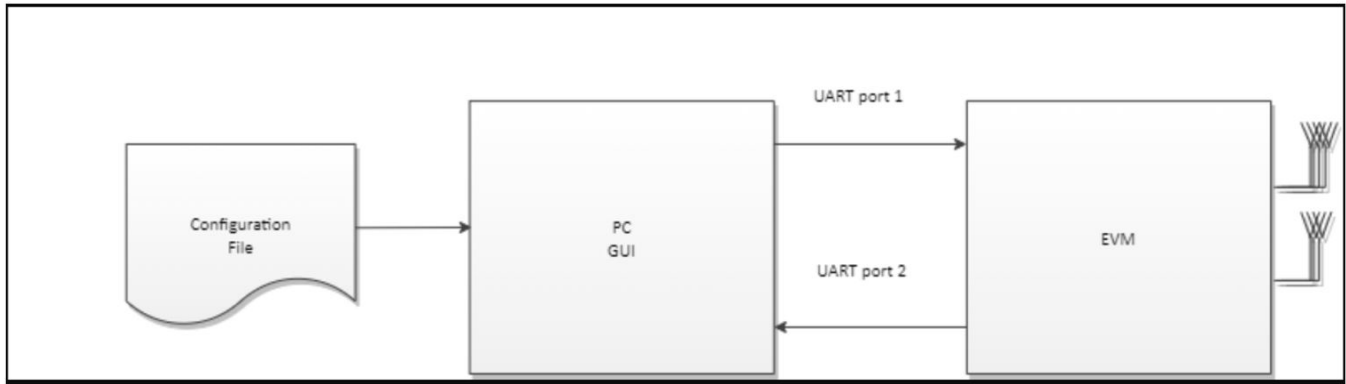 Configuration
File
PC
GUI
UART port 1
UART port 2
EVM